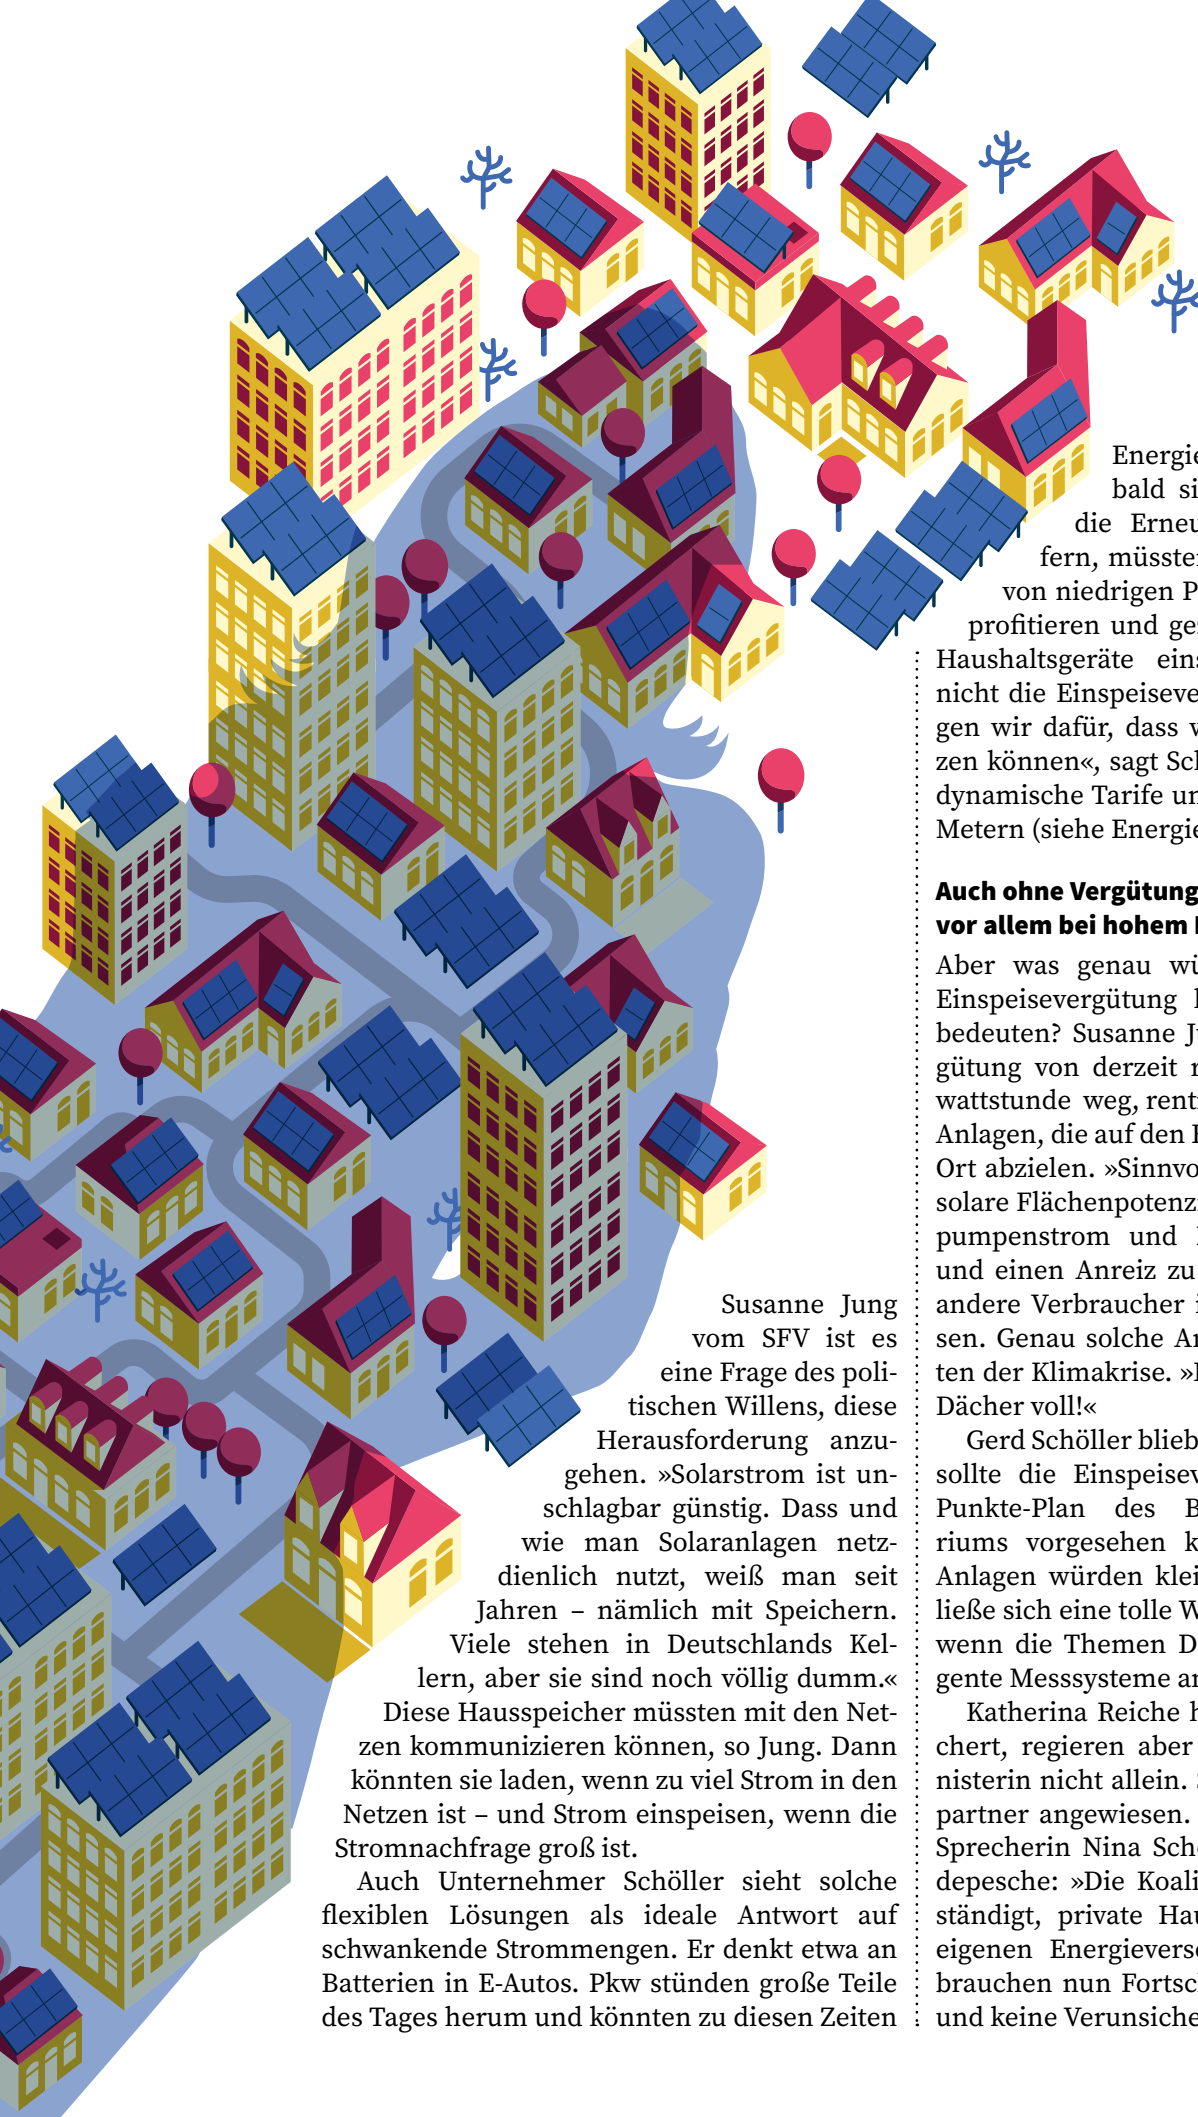 Susanne Jung
vom SFV ist es
eine Frage des poli-
tischen Willens, diese
Herausforderung anzu-
gehen. »Solarstrom ist un-
schlagbar günstig. Dass und
wie man Solaranlagen netz-
dienlich nutzt, weiß man seit
Jahren – nämlich mit Speichern.
Viele stehen in Deutschlands Kel-
lern, aber sie sind noch völlig dumm.«
Diese Hausspeicher müssten mit den Net-
zen kommunizieren können, so Jung. Dann
könnten sie laden, wenn zu viel Strom in den
Netzen ist – und Strom einspeisen, wenn die
Stromnachfrage groß ist.
Auch Unternehmer Schöller sieht solche
flexiblen Lösungen als ideale Antwort auf
schwankende Strommengen. Er denkt etwa an
Batterien in E-Autos. Pkw stünden große Teile
des Tages herum und könnten zu diesen Zeiten
Energie
bald si
die Erneu
fern, müssten
von niedrigen P
profitieren und ge
Haushaltsgeräte eins
nicht die Einspeiseve
gen wir dafür, dass v
zen können«, sagt Sch
dynamische Tarife un
Metern (siehe Energie
Auch ohne Vergütung
vor allem bei hohem
Aber was genau wü
Einspeisevergütung
bedeuten? Susanne Ju
gütung von derzeit r
wattstunde weg, rent
Anlagen, die auf den
Ort abzielen. »Sinnvo
solare Flächenpotenz
pumpenstrom und
und einen Anreiz zu
andere Verbraucher i
sen. Genau solche An
ten der Klimakrise. »
Dächer voll!«
Gerd Schöller blieb
sollte die Einspeisev
Punkte-Plan des B
riums vorgesehen k
Anlagen würden klei
ließe sich eine tolle W
wenn die Themen D
gente Messsysteme an
Katherina Reiche h
chert, regieren aber
nisterin nicht allein. S
partner angewiesen.
Sprecherin Nina Sche
depesche: »Die Koali
ständigt, private Hau
eigenen Energievers
brauchen nun Fortsch
und keine Verunsiche